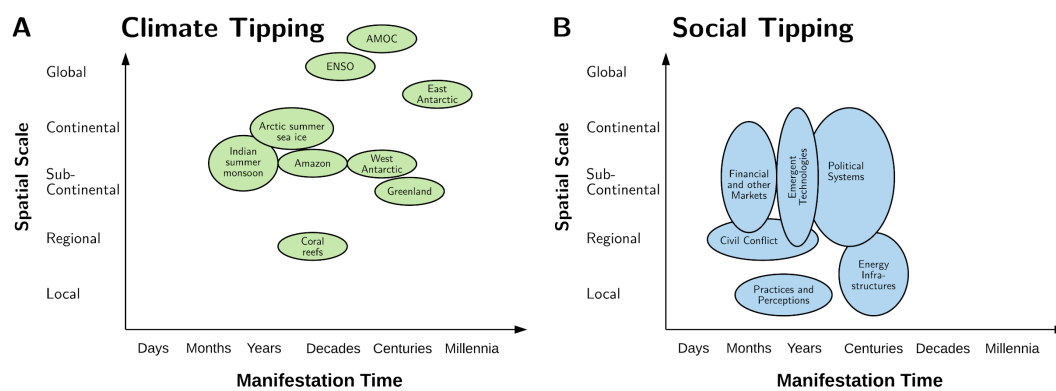 A
Climate Tipping
AMOC
ENSO
East
Antarctic
Arctic summer
sea ice
Indian
summer
monsoon
Amazon
West
Antarctic
Greenland
Coral
reefs
Spatial Scale
Global
Continental
Sub-
Continental
Regional
Local
Days Months Years Decades Centuries Millennia
Manifestation Time
B
Social Tipping
Financial
and other
Markets
Emergent
Technologies
Political
Systems
Civil Conflict
Energy
Infra-
structures
Practices and
Perceptions
Spatial Scale
Global
Continental
Sub-
Continental
Regional
Local
Days Months Years Centuries Decades Millennia
Manifestation Time